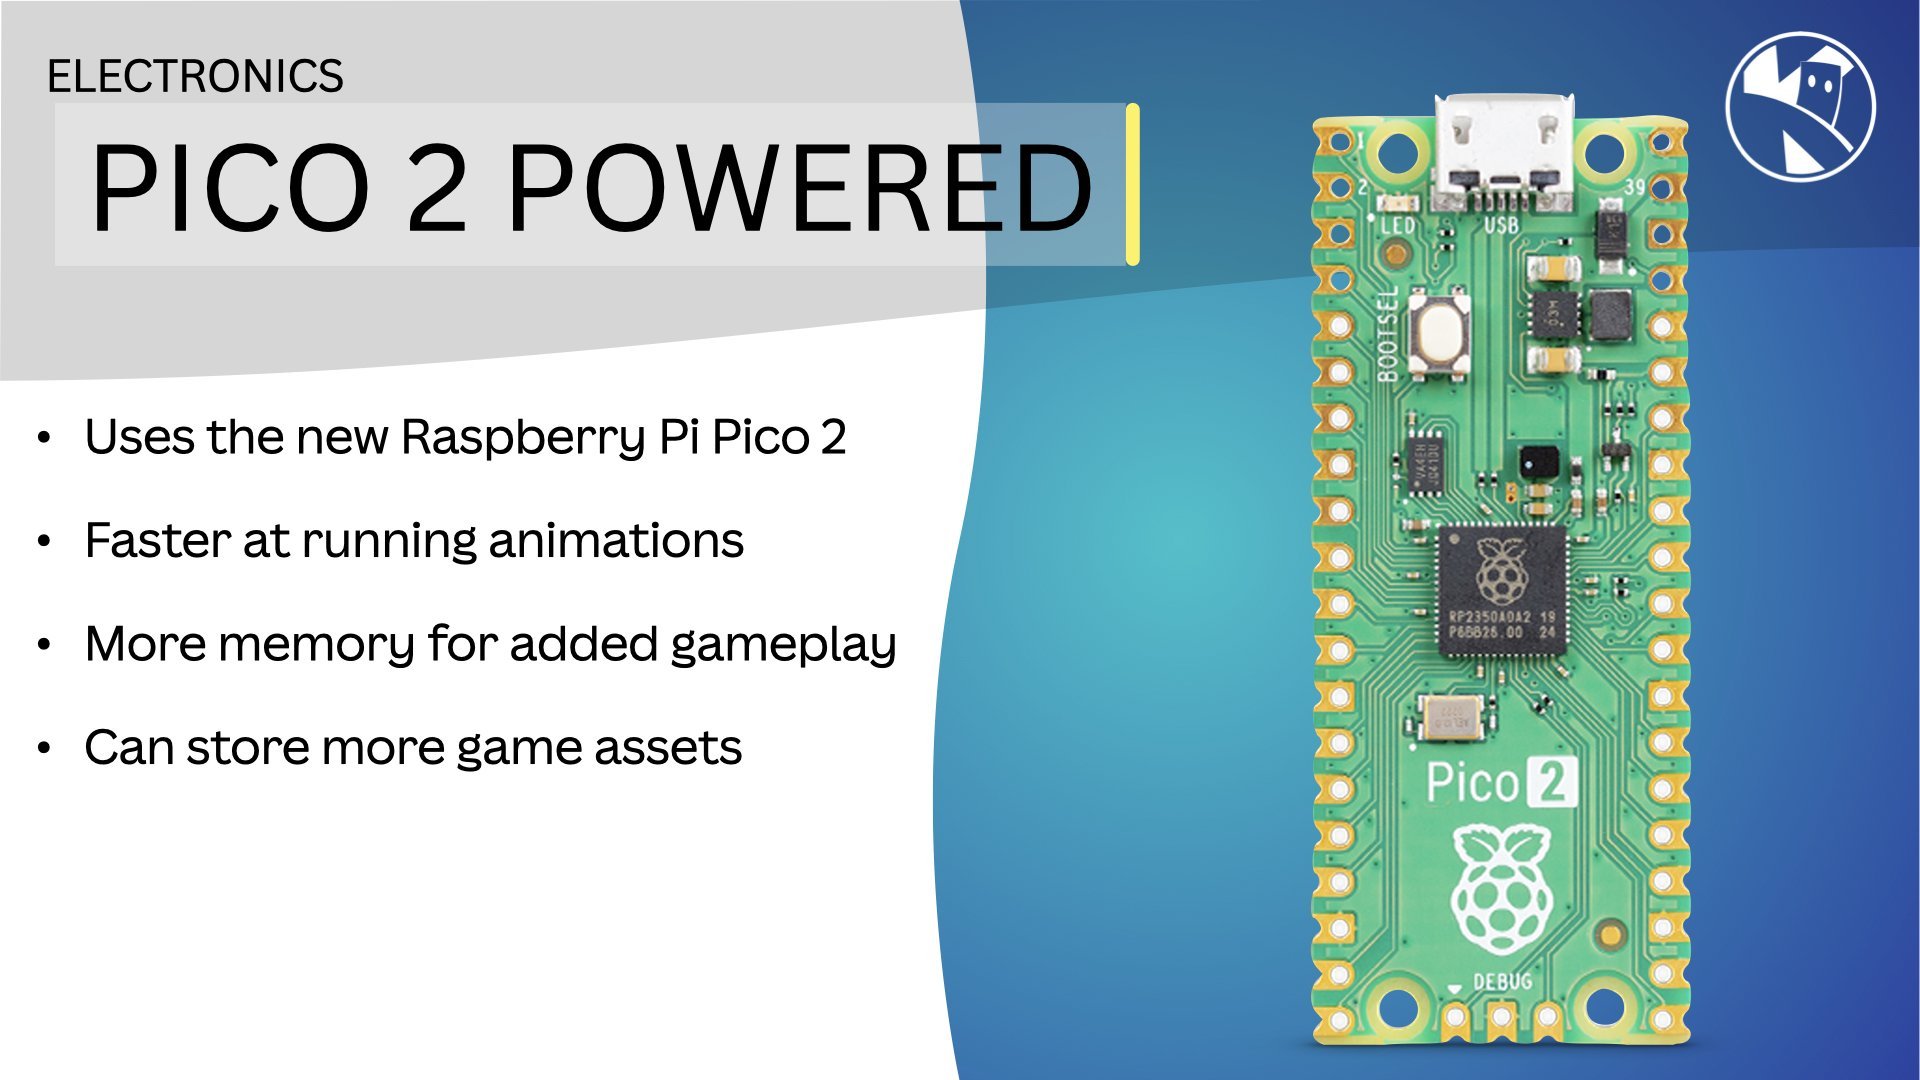 ELECTRONICS
PICO 2 POWERED
• Uses the new Raspberry Pi Pico 2
• Faster at running animations
• More memory for added gameplay
• Can store more game assets
1
2
39
LED
USB
BOOTSEL
RP2350A0A2 19
P6BB26.00 24
Pico 2
DEBUG